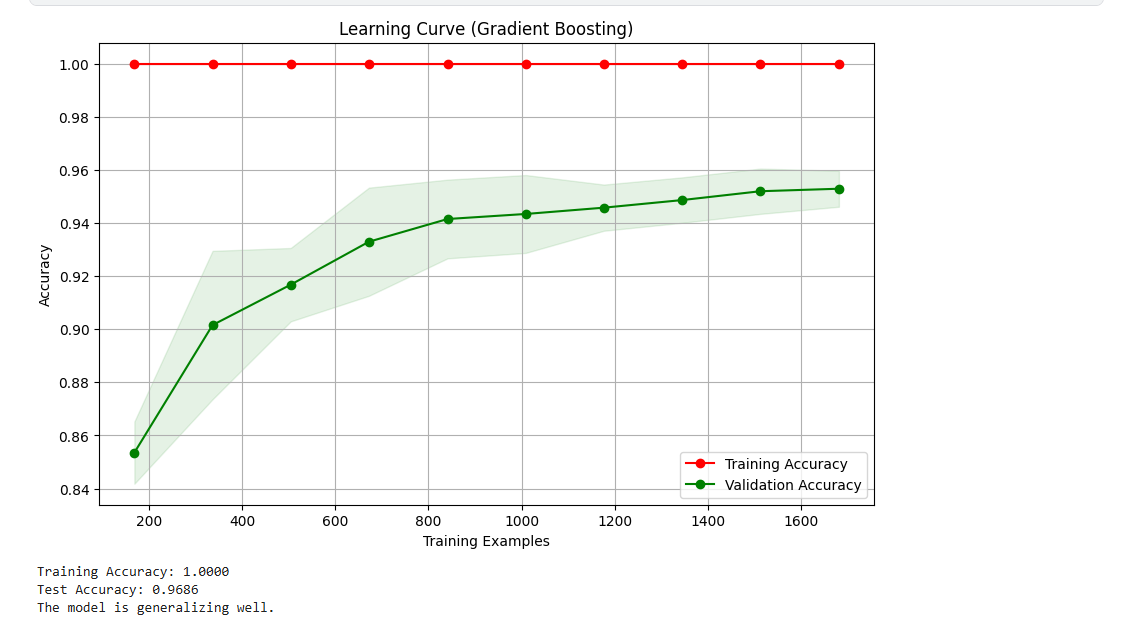 Learning Curve (Gradient Boosting)
1.00
0.98
0.96
0.94
0.92
0.90
0.88
0.86
0.84
Accuracy
Training Accuracy
Validation Accuracy
200 400 600 800 1000 1200 1400 1600
Training Examples
Training Accuracy: 1.0000
Test Accuracy: 0.9686
The model is generalizing well.